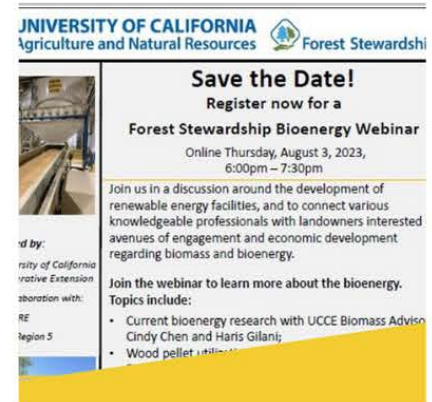 UNIVERSITY OF CALIFORNIA
Agriculture and Natural Resources
Forest Stewardshi
Save the Date!
Register now for a
Forest Stewardship Bioenergy Webinar
Online Thursday, August 3, 2023,
6:00pm – 7:30pm
Join us in a discussion around the development of
renewable energy facilities, and to connect various
knowledgeable professionals with landowners interested
avenues of engagement and economic development
regarding biomass and bioenergy.
Join the webinar to learn more about the bioenergy.
Topics include:
• Current bioenergy research with UCCE Biomass Adviso
Cindy Chen and Haris Gilani;
• Wood pellet
d by:
rsity of California
rative Extension
aboration with:
RE
Region 5